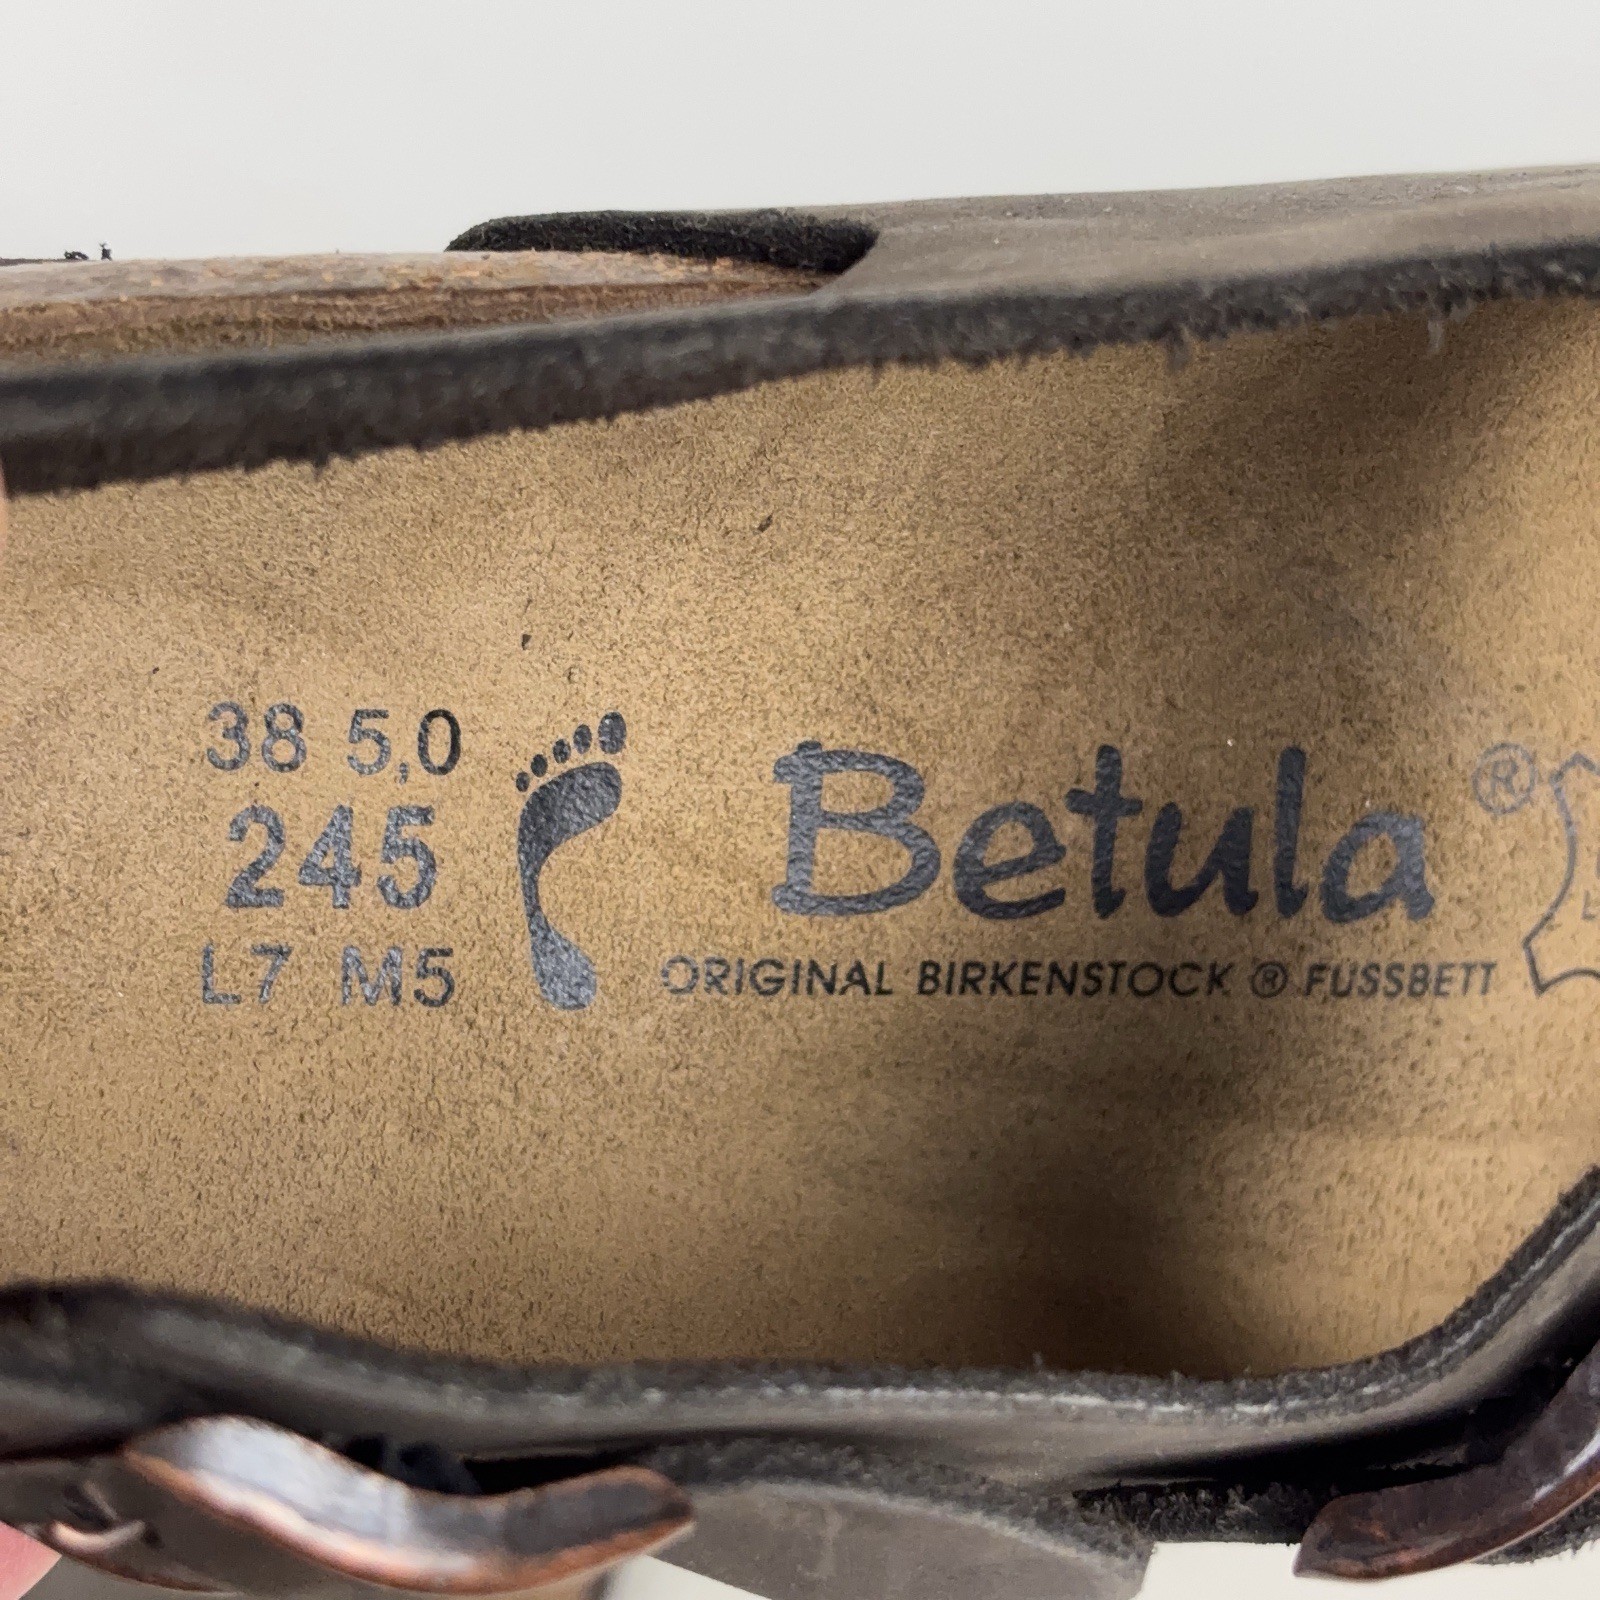 38 5,0
245
L7 M5
Betula ®
ORIGINAL BIRKENSTOCK ® FUSSBETT